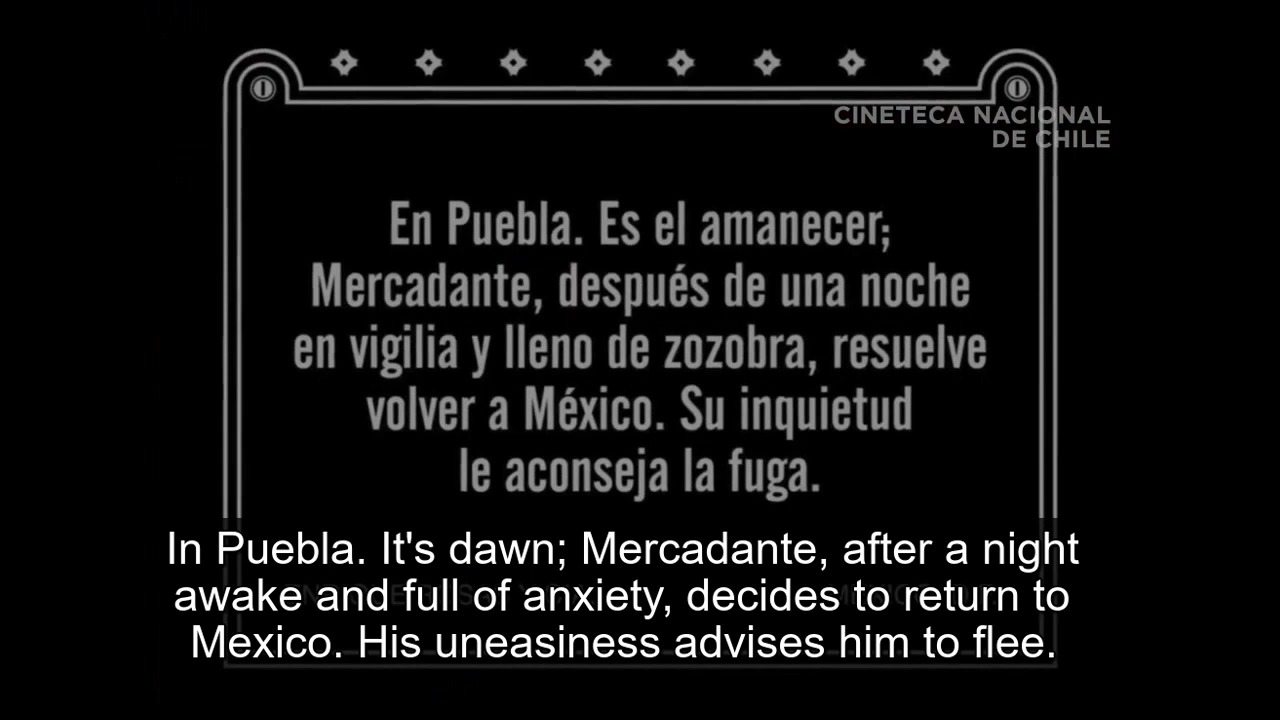 CINETECA NACIONAL
DE CHILE
En Puebla. Es el amanecer;
Mercadante, después de una noche
en vigilia y lleno de zozobra, resuelve
volver a México. Su inquietud
le aconseja la fuga.
In Puebla. It's dawn; Mercadante, after a night
awake and full of anxiety, decides to return to
Mexico. His uneasiness advises him to flee.